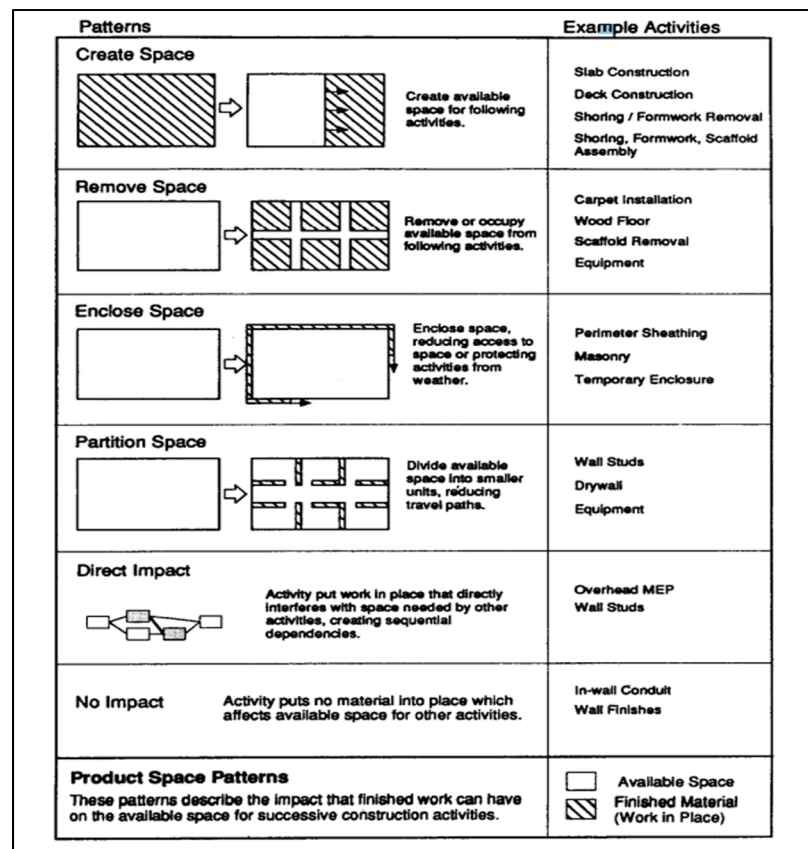 Patterns
Example Activities
Create Space
Create available
space for following
activities.
Slab Construction
Deck Construction
Shoring / Formwork Removal
Shoring, Formwork, Scaffold
Assembly
Remove Space
Remove or occupy
available space from
following activities.
Carpet Installation
Wood Floor
Scaffold Removal
Equipment
Enclose Space
Enclose space,
reducing access to
space or protecting
activities from
weather.
Perimeter Sheathing
Masonry
Temporary Enclosure
Partition Space
Divide available
space into smaller
units, reducing
travel paths.
Wall Studs
Drywall
Equipment
Direct Impact
Activity put work in place that directly
interferes with space needed by other
activities, creating sequential
dependencies.
Overhead MEP
Wall Studs
No Impact
Activity puts no material into place which
affects available space for other activities.
In-wall Conduit
Wall Finishes
Product Space Patterns
These patterns describe the impact that finished work can have
on the available space for successive construction activities.
Available Space
Finished Material
(Work in Place)